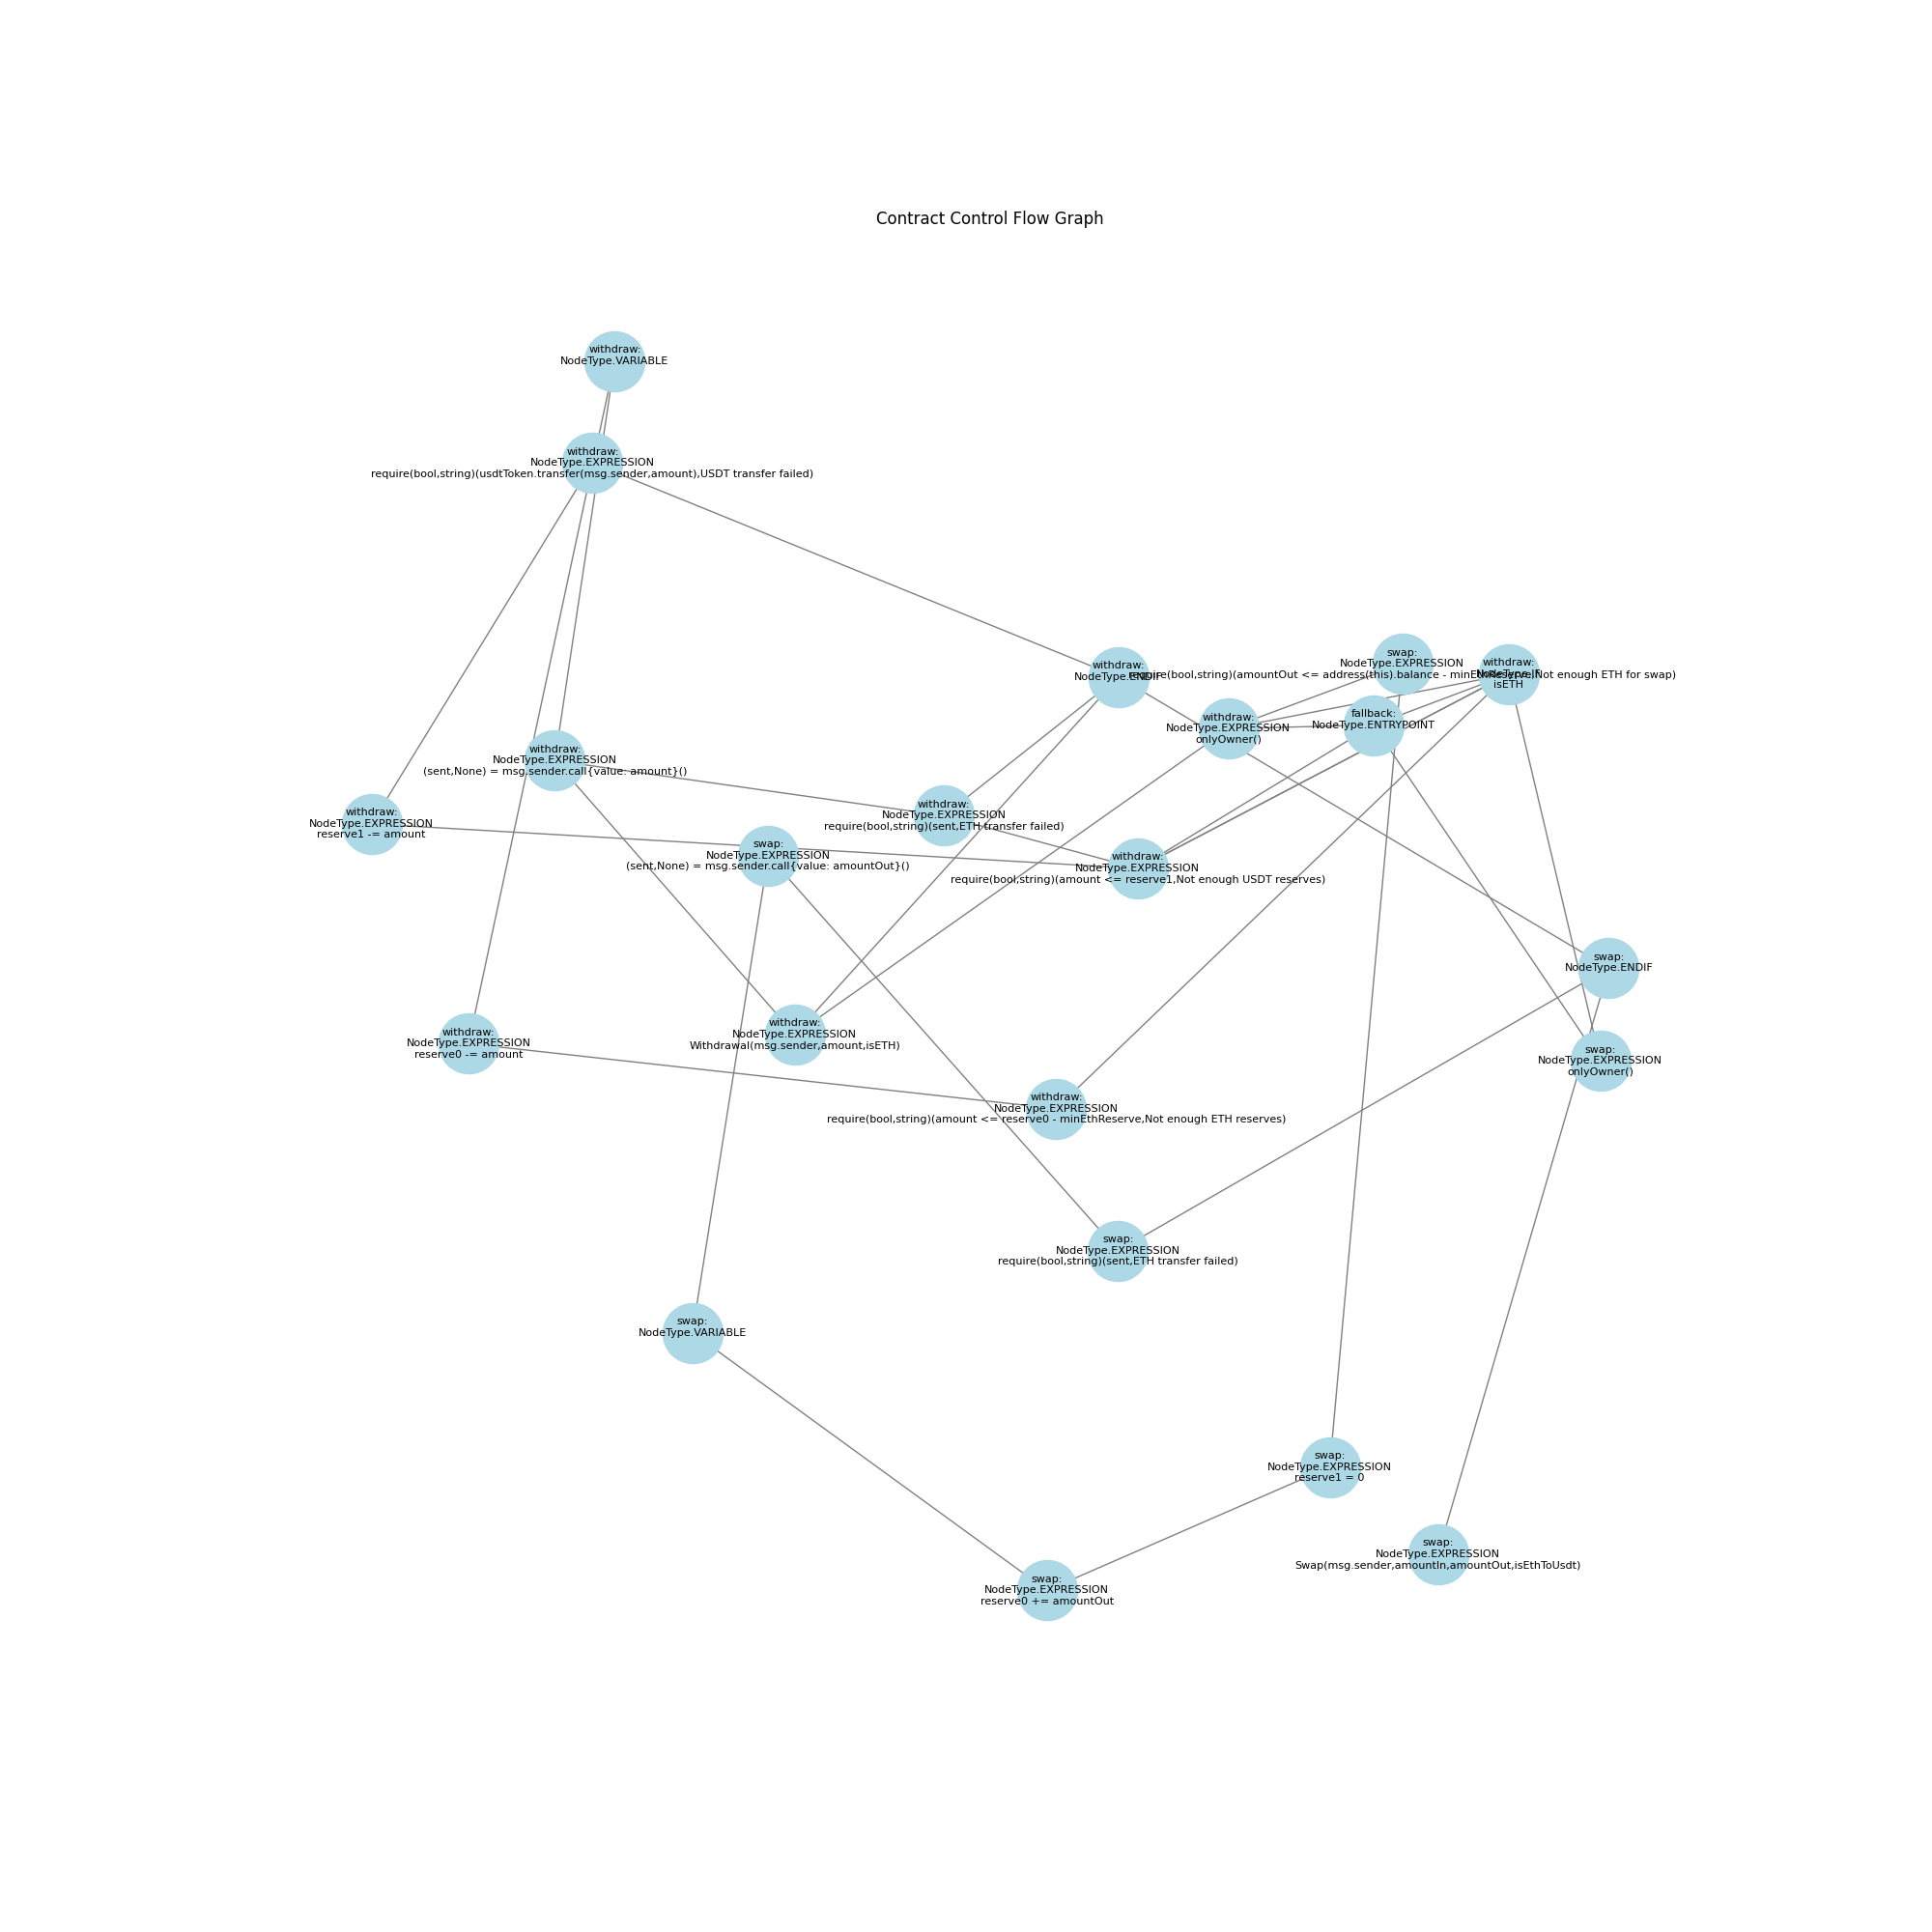 Contract Control Flow Graph
withdraw:
NodeType.VARIABLE
withdraw:
NodeType.EXPRESSION
require(bool,string)(usdtToken.transfer(msg.sender,amount),USDT transfer failed)
withdraw:
NodeType.ENDIF
swap:
NodeType.EXPRESSION
require(bool,string)(amountOut <= address(this).balance - minEthReserve,Not enough ETH for swap)
withdraw:
NodeType.IF
isETH
withdraw:
NodeType.EXPRESSION
onlyOwner()
fallback:
NodeType.ENTRYPOINT
withdraw:
NodeType.EXPRESSION
(sent,None) = msg.sender.call{value: amount}()
withdraw:
NodeType.EXPRESSION
reserve1 -= amount
withdraw:
NodeType.EXPRESSION
require(bool,string)(sent,ETH transfer failed)
swap:
NodeType.EXPRESSION
(sent,None) = msg.sender.call{value: amountOut}()
withdraw:
NodeType.EXPRESSION
require(bool,string)(amount <= reserve1,Not enough USDT reserves)
swap:
NodeType.ENDIF
withdraw:
NodeType.EXPRESSION
reserve0 -= amount
withdraw:
NodeType.EXPRESSION
Withdrawal(msg.sender,amount,isETH)
swap:
NodeType.EXPRESSION
onlyOwner()
withdraw:
NodeType.EXPRESSION
require(bool,string)(amount <= reserve0 - minEthReserve,Not enough ETH reserves)
swap:
NodeType.EXPRESSION
require(bool,string)(sent,ETH transfer failed)
swap:
NodeType.VARIABLE
swap:
NodeType.EXPRESSION
reserve1 = 0
swap:
NodeType.EXPRESSION
Swap(msg.sender,amountIn,amountOut,isEthToUsdt)
swap:
NodeType.EXPRESSION
reserve0 += amountOut